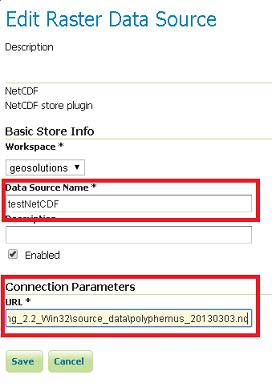 Edit Raster Data Source
Description
NetCDF
NetCDF store plugin
Basic Store Info
Workspace *
geosolutions
Data Source Name *
testNetCDF
Description
Enabled
Connection Parameters
URL *
ng_2.2_Win32\source_data\polyphemus_20130303.nc
Save Cancel